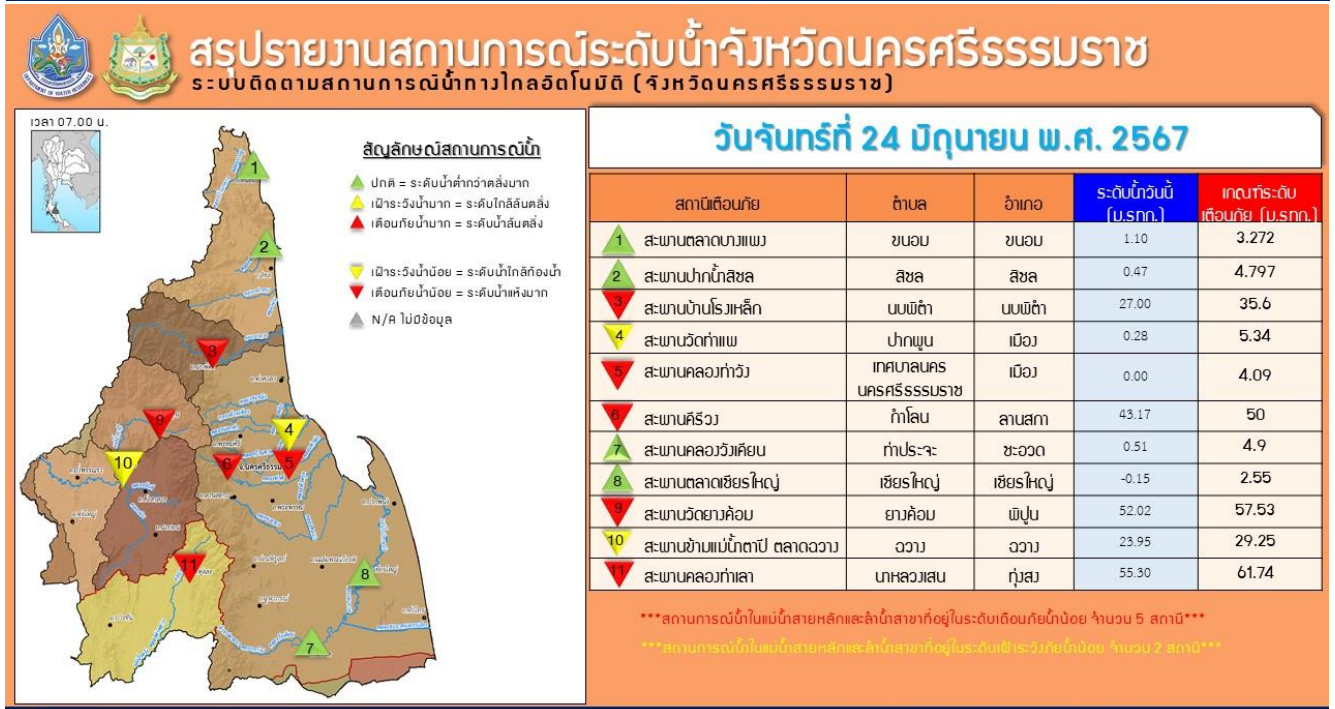 สรุปรายงานสถานการณ์ระดับน้ำจังหวัดนครศรีธรรมราช
ระบบติดตามสถานการณ์น้ำทางไกลอัตโนมัติ (จังหวัดนครศรีธรรมราช)
เวลา 07.00 น.
สัญลักษณ์สถานการณ์น้ำ
ปกติ = ระดับน้ำต่ำกว่าตลิ่งมาก
เฝ้าระวังน้ำมาก = ระดับใกล้ล้นตลิ่ง
เตือนภัยน้ำมาก = ระดับน้ำล้นตลิ่ง
เฝ้าระวังน้ำน้อย = ระดับน้ำใกล้ท้องน้ำ
เตือนภัยน้ำน้อย = ระดับน้ำแห้งมาก
N/A ไม่มีข้อมูล
1
2
3
9
4
10
6
5
11
8
7
วันจันทร์ที่ 24 มิถุนายน พ.ศ. 2567
สถานีเตือนภัย ตำบล อำเภอ ระดับน้ำวันนี้ (ม.รทก.) เกณฑ์ระดับเตือนภัย (ม.รทก.)
1 สะพานตลาดบางแพง ขนอม ขนอม 1.10 3.272
2 สะพานปากน้ำสิชล สิชล สิชล 0.47 4.797
3 สะพานบ้านโรงเหล็ก นบพิตำ นบพิตำ 27.00 35.6
4 สะพานวัดท่าแพ ปากพูน เมือง 0.28 5.34
5 สะพานคลองท่าวัง เทศบาลนครนครศรีธรรมราช เมือง 0.00 4.09
6 สะพานคีรีวง กำโลน ลานสกา 43.17 50
7 สะพานคลองวังเคียน ท่าประจะ ชะอวด 0.51 4.9
8 สะพานตลาดเชียรใหญ่ เชียรใหญ่ เชียรใหญ่ -0.15 2.55
9 สะพานวัดยางค้อม ยางค้อม พิปูน 52.02 57.53
10 สะพานข้ามแม่น้ำตาปี ตลาดฉวาง ฉวาง ฉวาง 23.95 29.25
11 สะพานคลองท่าเลา นาหลวงเสน ทุ่งสง 55.30 61.74
***สถานการณ์น้ำในแม่น้ำสายหลักและลำน้ำสาขาที่อยู่ในระดับเตือนภัยน้ำน้อย จำนวน 5 สถานี***
***สถานการณ์น้ำในแม่น้ำสายหลักและลำน้ำสาขาที่อยู่ในระดับเฝ้าระวังภัยน้ำน้อย จำนวน 2 สถานี***